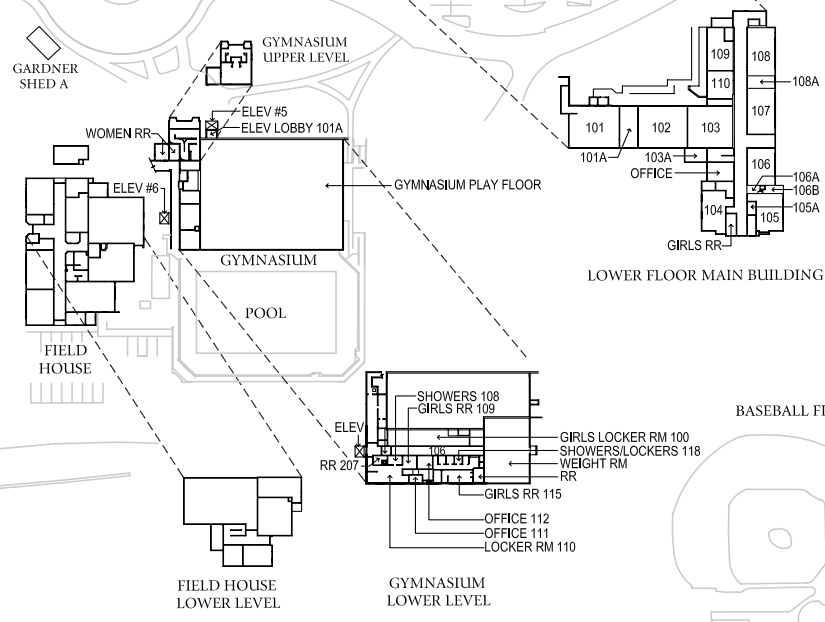 GYMNASIUM
UPPER LEVEL
GARDNER
SHED A
ELEV #5
ELEV LOBBY 101A
WOMEN RR
ELEV #6
GYMNASIUM PLAY FLOOR
GYMNASIUM
POOL
FIELD
HOUSE
109
108
110
108A
107
101
102
103
101A
103A
OFFICE
106
106A
106B
105A
104
105
GIRLS RR
LOWER FLOOR MAIN BUILDING
BASEBALL FI
SHOWERS 108
GIRLS RR 109
ELEV
106
GIRLS LOCKER RM 100
SHOWERS/LOCKERS 118
WEIGHT RM
RR
RR 207
GIRLS RR 115
OFFICE 112
OFFICE 111
LOCKER RM 110
FIELD HOUSE
LOWER LEVEL
GYMNASIUM
LOWER LEVEL